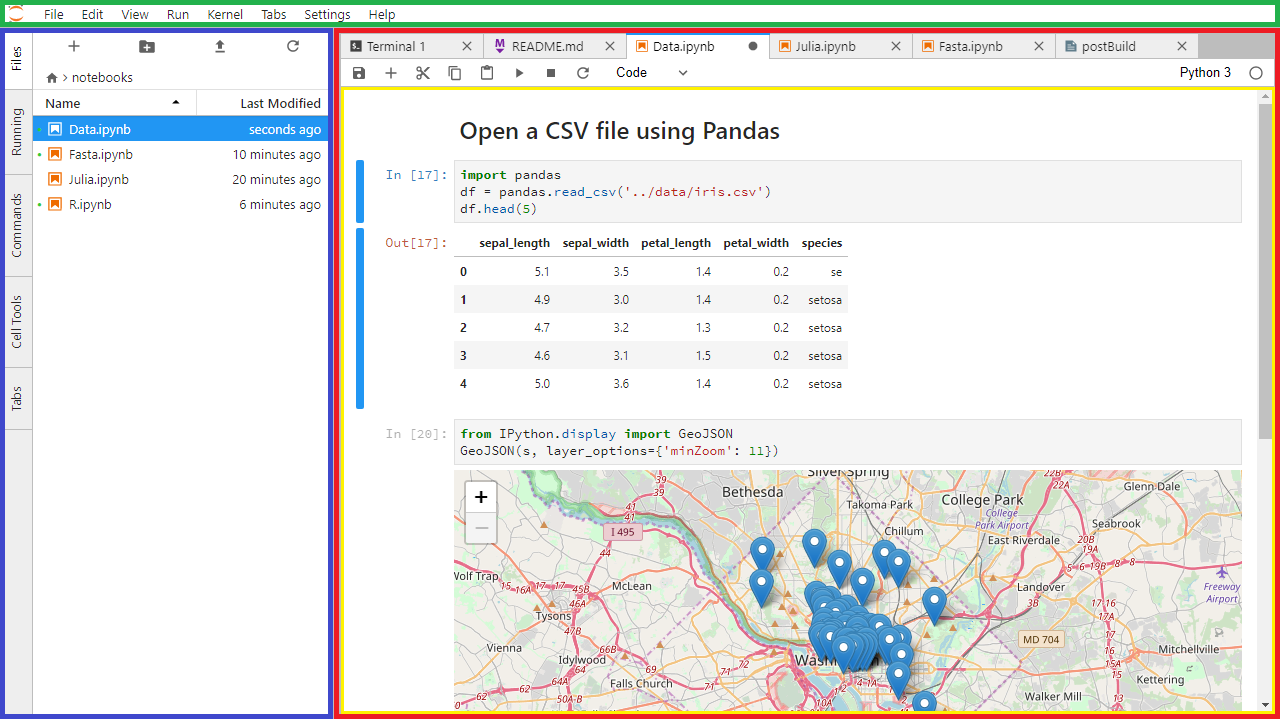 File Edit View Run Kernel Tabs Settings Help
Files
Running
Commands
Cell Tools
Tabs
notebooks
Name Last Modified
Data.ipynb seconds ago
Fasta.ipynb 10 minutes ago
Julia.ipynb 20 minutes ago
R.ipynb 6 minutes ago
Terminal 1 README.md Data.ipynb Julia.ipynb Fasta.ipynb postBuild
Code Python 3
Open a CSV file using Pandas
In [17]: import pandas
df = pandas.read_csv('../data/iris.csv')
df.head(5)
Out[17]: sepal_length sepal_width petal_length petal_width species
0 5.1 3.5 1.4 0.2 se
1 4.9 3.0 1.4 0.2 setosa
2 4.7 3.2 1.3 0.2 setosa
3 4.6 3.1 1.5 0.2 setosa
4 5.0 3.6 1.4 0.2 setosa
In [20]: from IPython.display import GeoJSON
GeoJSON(s, layer_options={'minZoom': 11})
+
−
Silver Spring
Bethesda
College Park
Glenn Dale
Takoma Park
College
Park Airport
Seabrook
Chillum
East Riverdale
I 495
Wolf Trap
McLean
Landover
Freeway
Airport
Tysons
MD 704
Vienna
Idylwood
Mitchellville
Falls Church
Kettering
Walker Mill